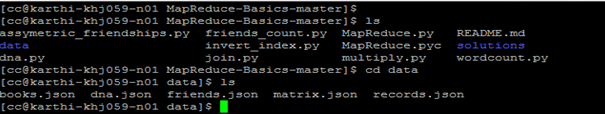 [cc@karthi-khj059-n01 MapReduce-Basics-master]$
[cc@karthi-khj059-n01 MapReduce-Basics-master]$ ls
assymetric_friendships.py friends_count.py MapReduce.py README.md
data invert_index.py MapReduce.pyc solutions
dna.py join.py multiply.py wordcount.py
[cc@karthi-khj059-n01 MapReduce-Basics-master]$ cd data
[cc@karthi-khj059-n01 data]$ ls
books.json dna.json friends.json matrix.json records.json
[cc@karthi-khj059-n01 data]$